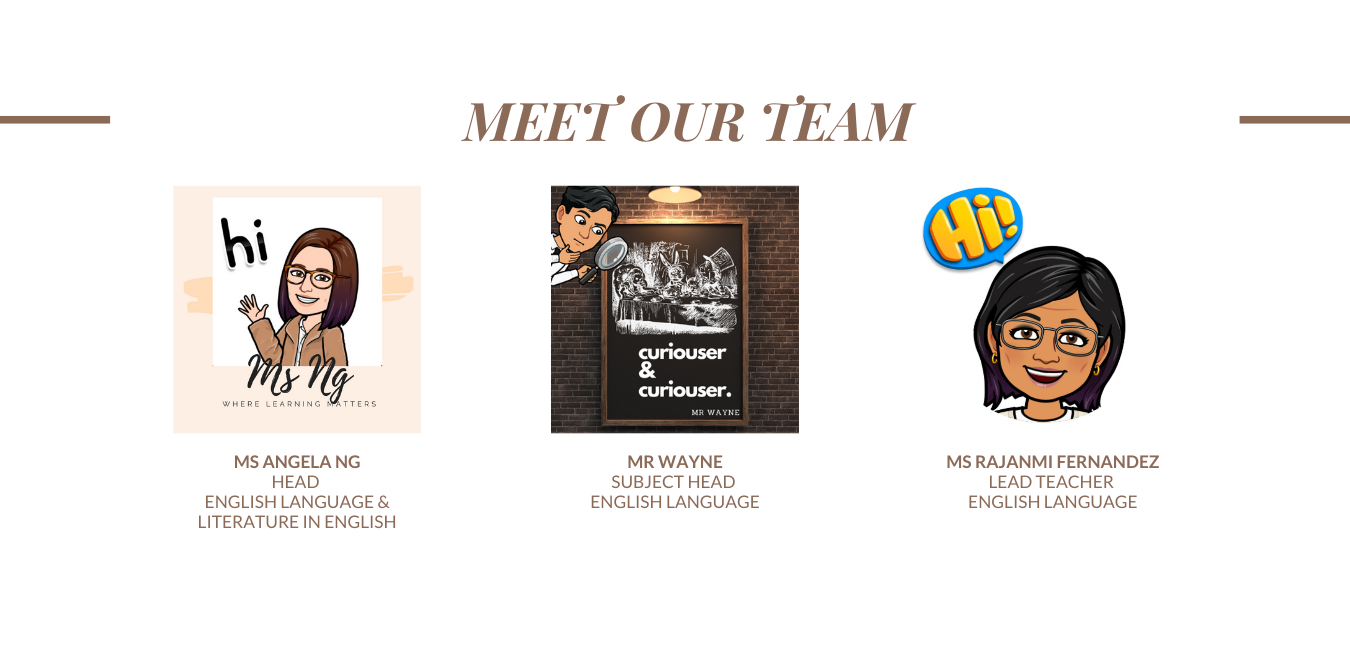 MEET OUR TEAM
hi
Ms Ng
WHERE LEARNING MATTERS
curiouser
&
curiouser.
MR WAYNE
Hi!
MS ANGELA NG
HEAD
ENGLISH LANGUAGE &
LITERATURE IN ENGLISH
MR WAYNE
SUBJECT HEAD
ENGLISH LANGUAGE
MS RAJANMI FERNANDEZ
LEAD TEACHER
ENGLISH LANGUAGE